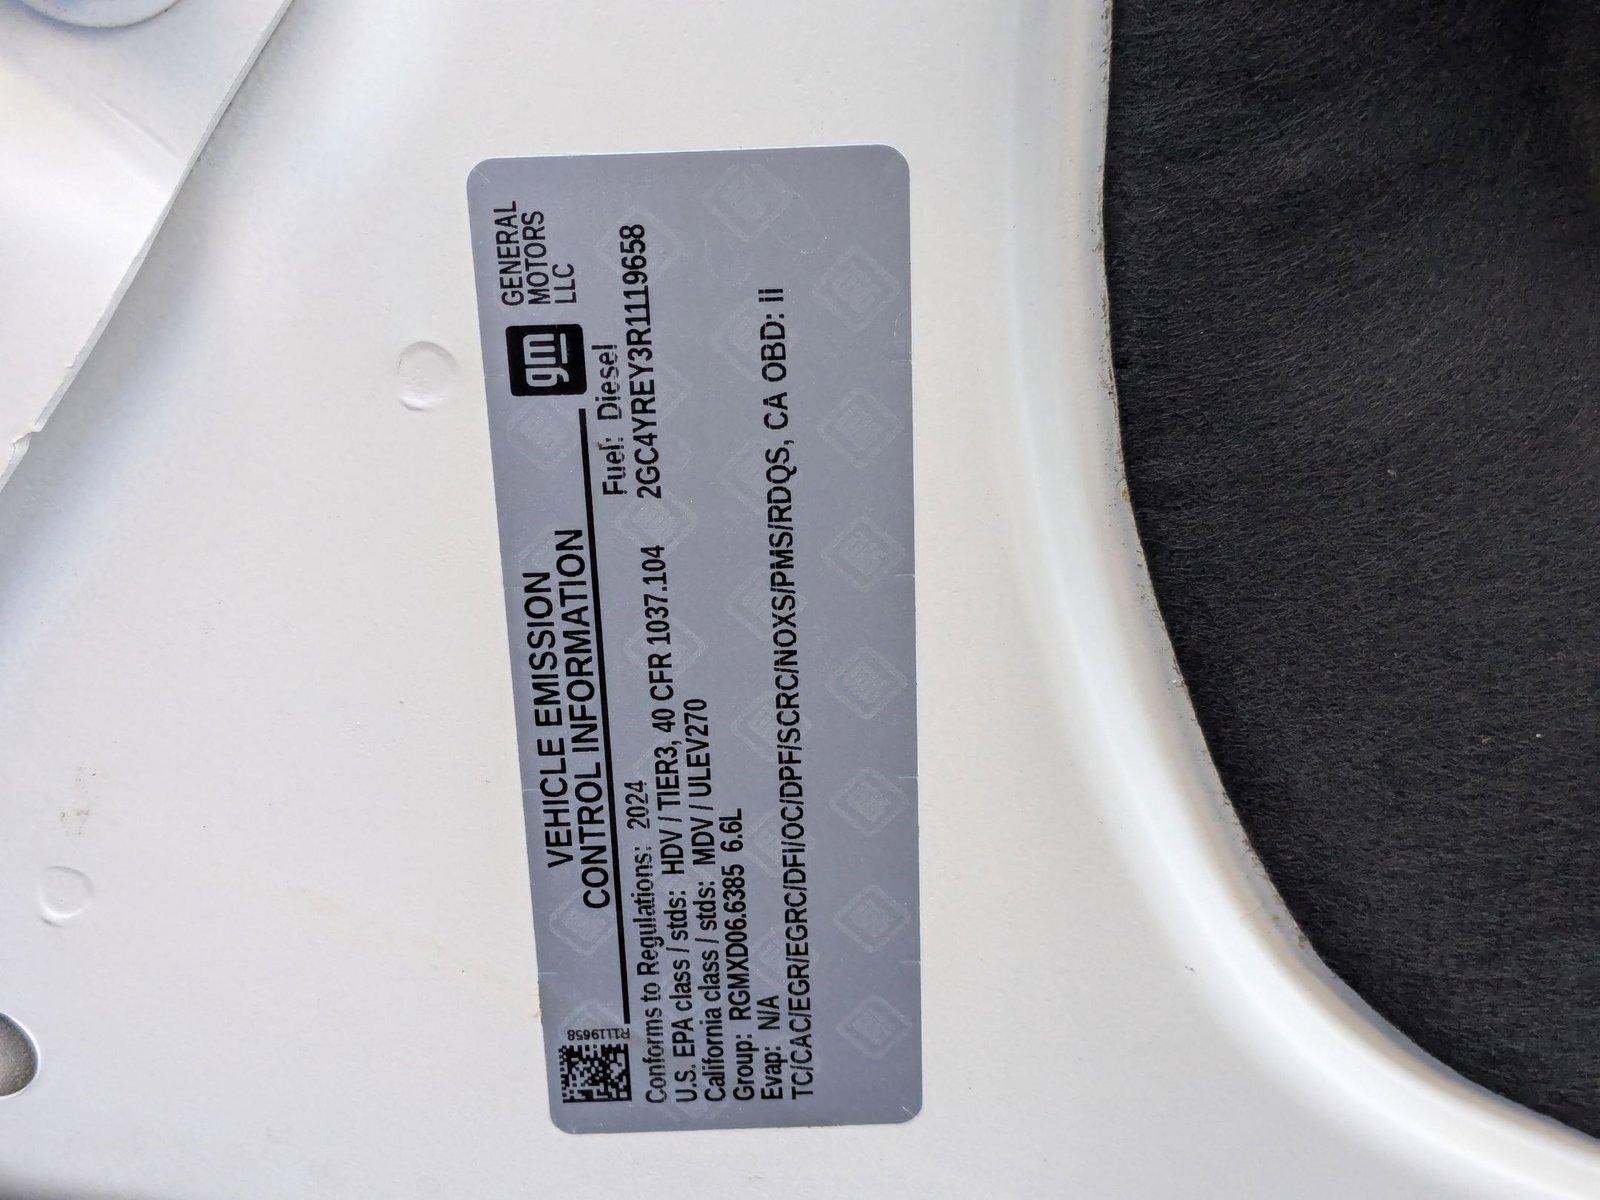 VEHICLE EMISSION
CONTROL INFORMATION
gm
GENERAL
MOTORS
LLC
R1119658
R1119658
Fuel: Diesel
Conforms to Regulations: 2024
2GC4YREY3R1119658
U.S. EPA class / stds: HDV / TIER3, 40 CFR 1037.104
California class / stds: MDV / ULEV270
Group: RGMXD06.6385 6.6L
Evap: N/A
TC/CAC/EGR/EGRC/DFI/OC/DPF/SCRC/NOXS/PMS/RDQS, CA OBD: II